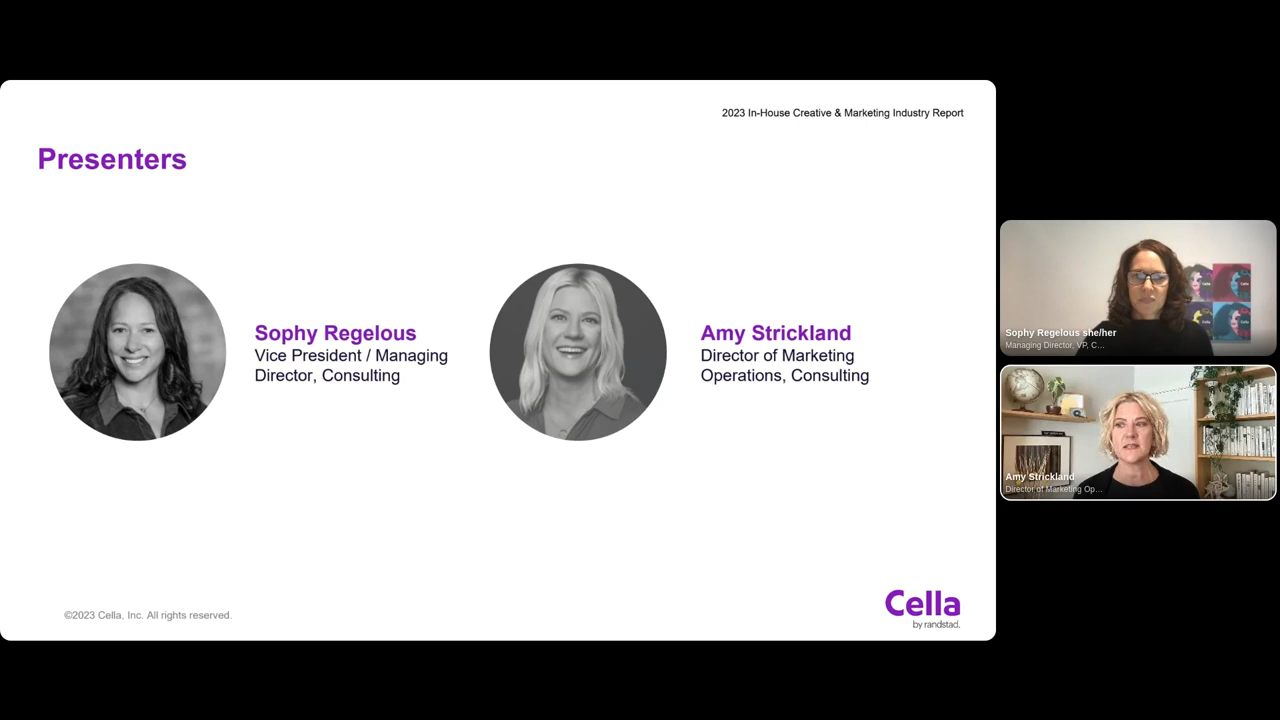 2023 In-House Creative & Marketing Industry Report
Presenters
Sophy Regelous
Vice President / Managing
Director, Consulting
Amy Strickland
Director of Marketing
Operations, Consulting
©2023 Cella, Inc. All rights reserved.
Cella
by randstad.
Sophy Regelous she/her
Managing Director, VP, C...
Amy Strickland
Director of Marketing Op...